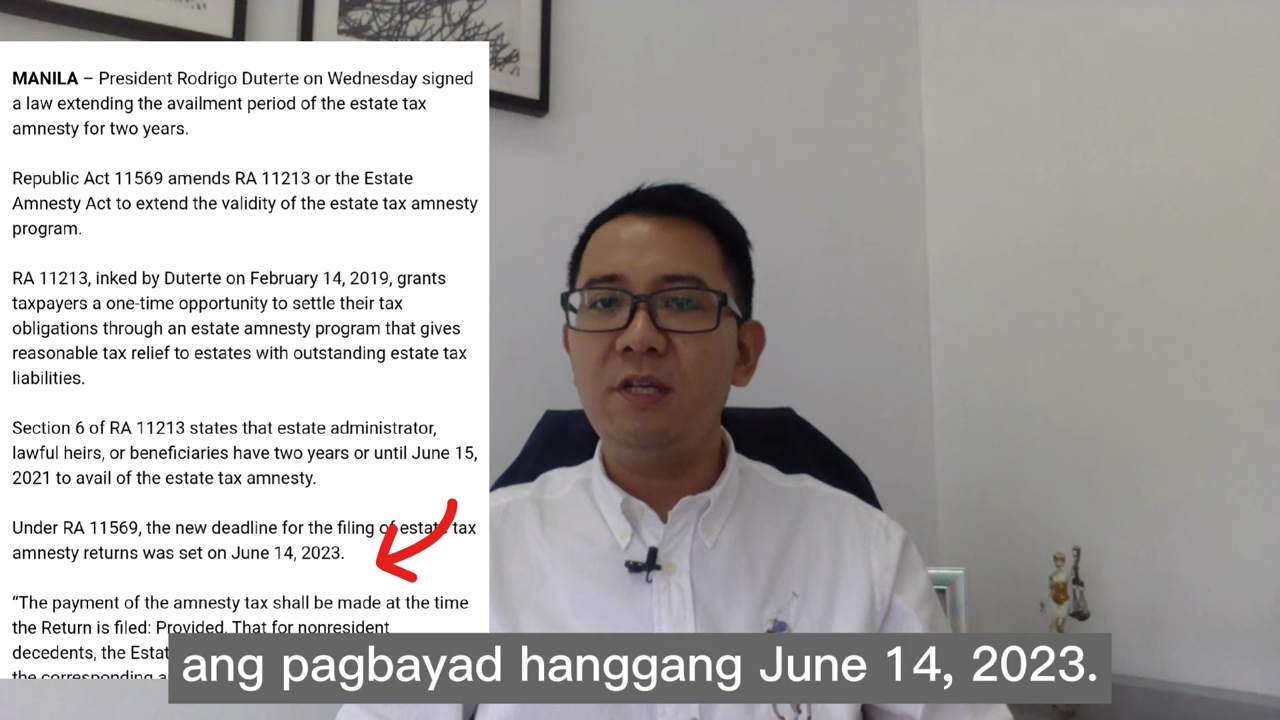 MANILA – President Rodrigo Duterte on Wednesday signed
a law extending the availment period of the estate tax
amnesty for two years.
Republic Act 11569 amends RA 11213 or the Estate
Amnesty Act to extend the validity of the estate tax amnesty
program.
RA 11213, inked by Duterte on February 14, 2019, grants
taxpayers a one-time opportunity to settle their tax
obligations through an estate amnesty program that gives
reasonable tax relief to estates with outstanding estate tax
liabilities.
Section 6 of RA 11213 states that estate administrator,
lawful heirs, or beneficiaries have two years or until June 15,
2021 to avail of the estate tax amnesty.
Under RA 11569, the new deadline for the filing of estate tax
amnesty returns was set on June 14, 2023.
“The payment of the amnesty tax shall be made at the time
the Return is filed: Provided, That for nonresident
decedents, the Estat
the corresponding a
ang pagbayad hanggang June 14, 2023.